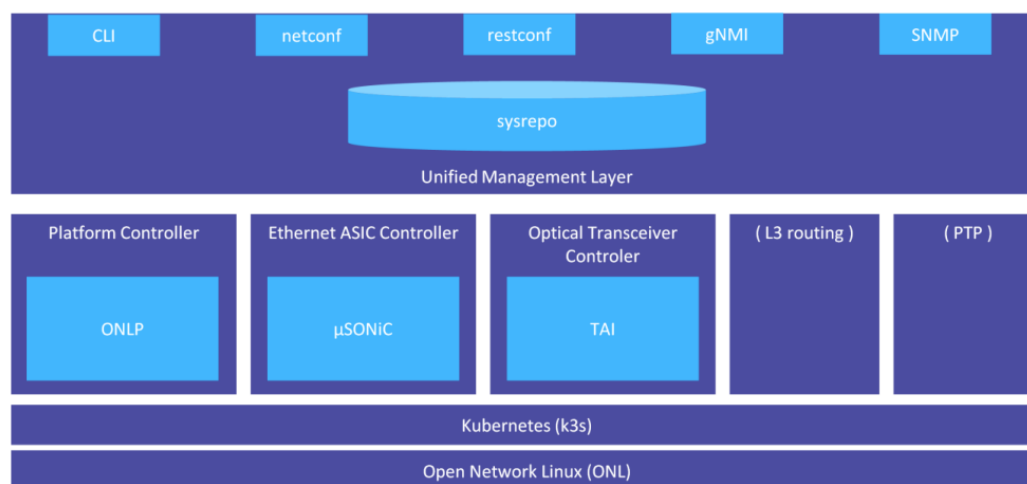 CLI
netconf
restconf
gNMI
SNMP
sysrepo
Unified Management Layer
Platform Controller
ONLP
Ethernet ASIC Controller
µSONiC
Optical Transceiver
Controler
TAI
( L3 routing )
( PTP )
Kubernetes (k3s)
Open Network Linux (ONL)